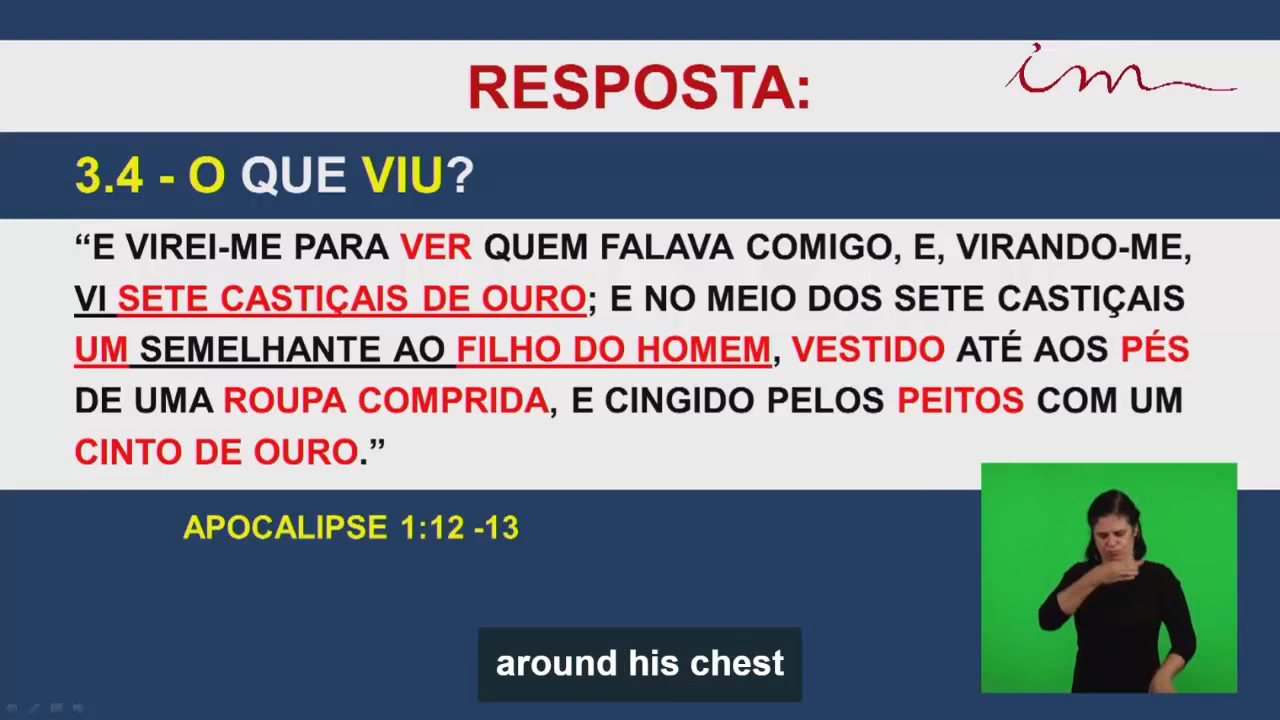 RESPOSTA:
im
3.4 - O QUE VIU?
“E VIREI-ME PARA VER QUEM FALAVA COMIGO, E, VIRANDO-ME,
VI SETE CASTIÇAIS DE OURO; E NO MEIO DOS SETE CASTIÇAIS
UM SEMELHANTE AO FILHO DO HOMEM, VESTIDO ATÉ AOS PÉS
DE UMA ROUPA COMPRIDA, E CINGIDO PELOS PEITOS COM UM
CINTO DE OURO.”
APOCALIPSE 1:12 -13
around his chest